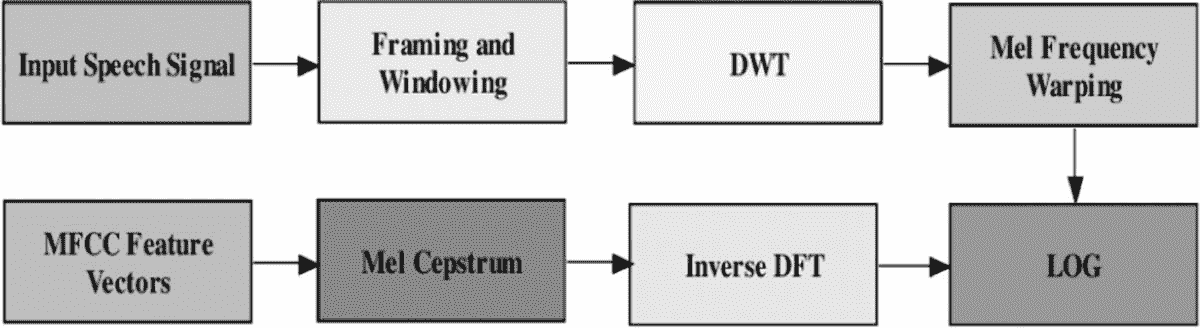 Input Speech Signal
Framing and
Windowing
DWT
Mel Frequency
Warping
MFCC Feature
Vectors
Mel Cepstrum
Inverse DFT
LOG